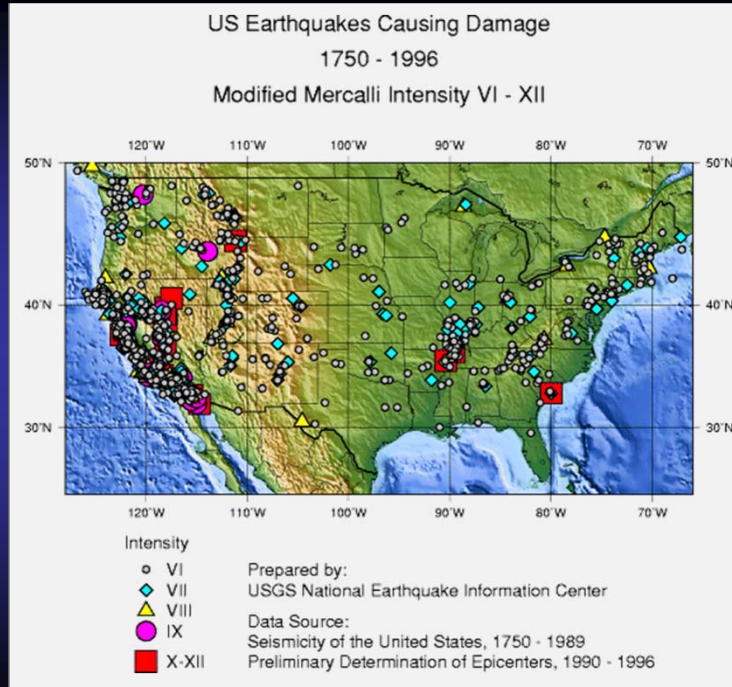 US Earthquakes Causing Damage
1750 - 1996
Modified Mercalli Intensity VI - XII
120˚W 110˚W 100˚W 90˚W 80˚W 70˚W
50˚N 50˚N
40˚N 40˚N
30˚N 30˚N
120˚W 110˚W 100˚W 90˚W 80˚W 70˚W
Intensity
VI Prepared by:
VII USGS National Earthquake Information Center
VIII
Data Source:
IX Seismicity of the United States, 1750 - 1989
X-XII Preliminary Determination of Epicenters, 1990 - 1996